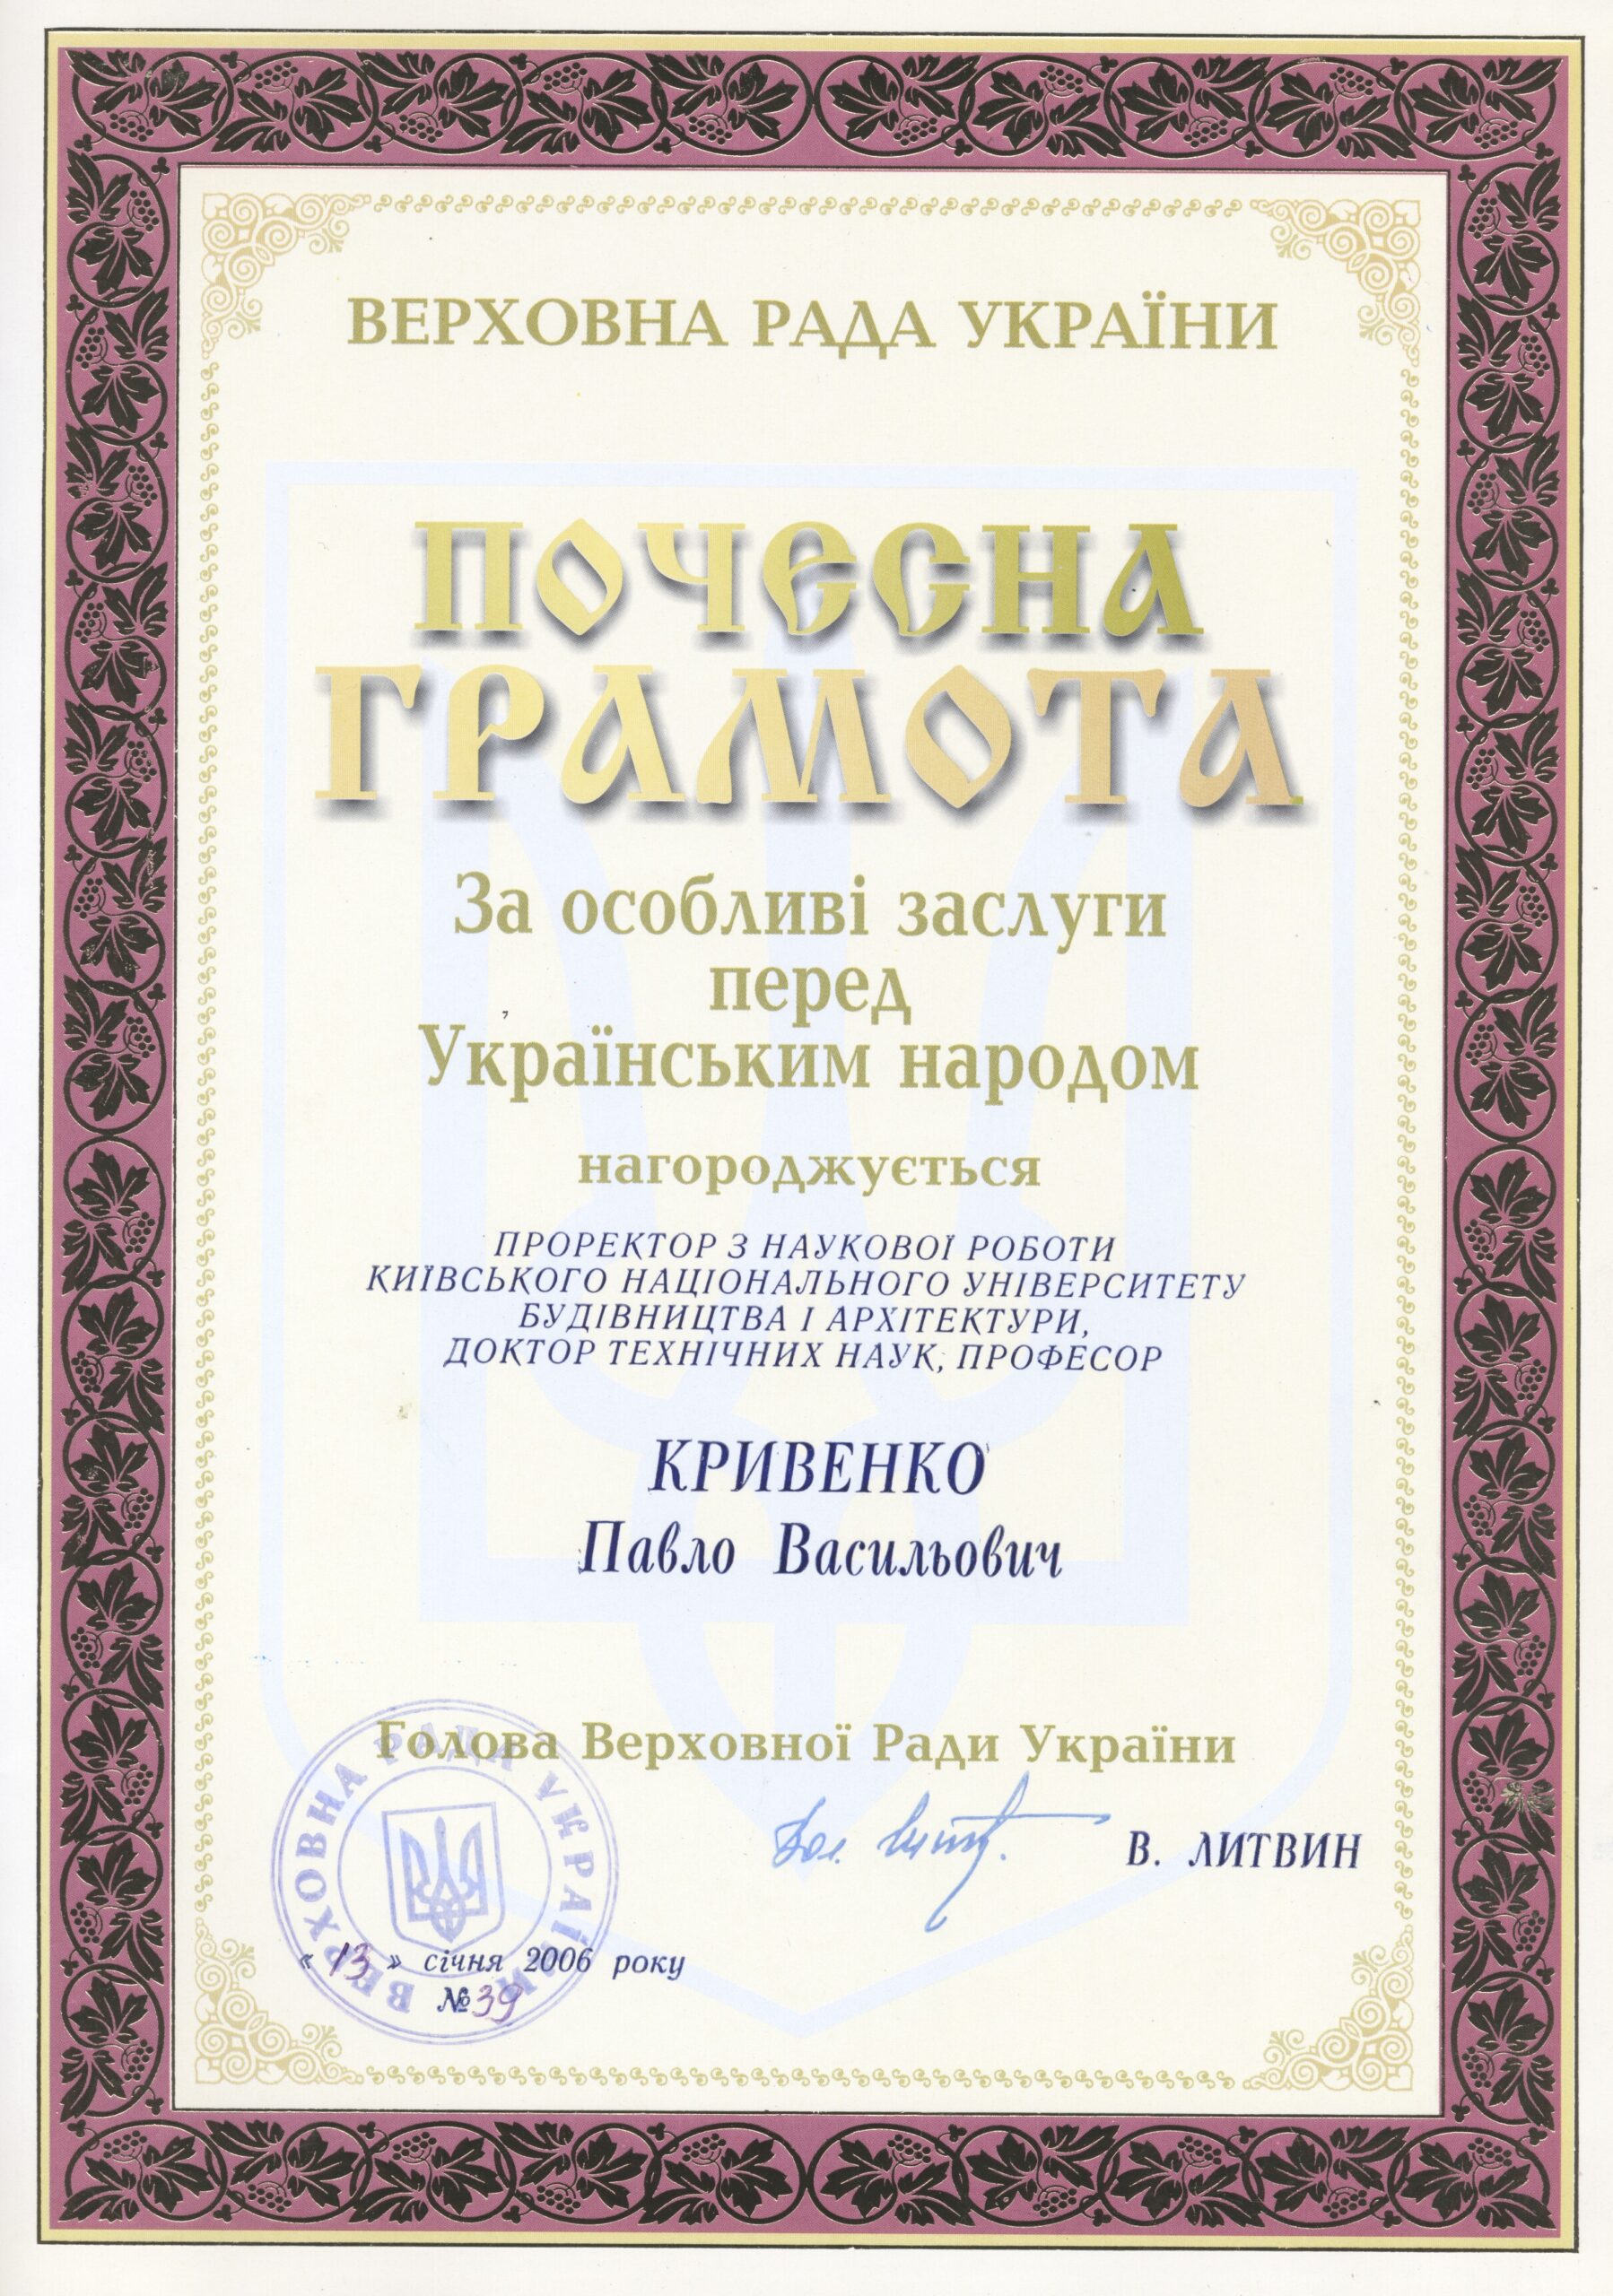 ВЕРХОВНА РАДА УКРАЇНИ
ПОЧЕСНА
ГРАМОТА
За особливі заслуги
перед
Українським народом
нагороджується
ПРОРЕКТОР З НАУКОВОЇ РОБОТИ
КИЇВСЬКОГО НАЦІОНАЛЬНОГО УНІВЕРСИТЕТУ
БУДІВНИЦТВА І АРХІТЕКТУРИ,
ДОКТОР ТЕХНІЧНИХ НАУК, ПРОФЕСОР
КРИВЕНКО
Павло Васильович
Голова Верховної Ради України
В. ЛИТВИН
ВЕРХОВНА РАДА УКРАЇНИ
« 13 » січня 2006 року
№39